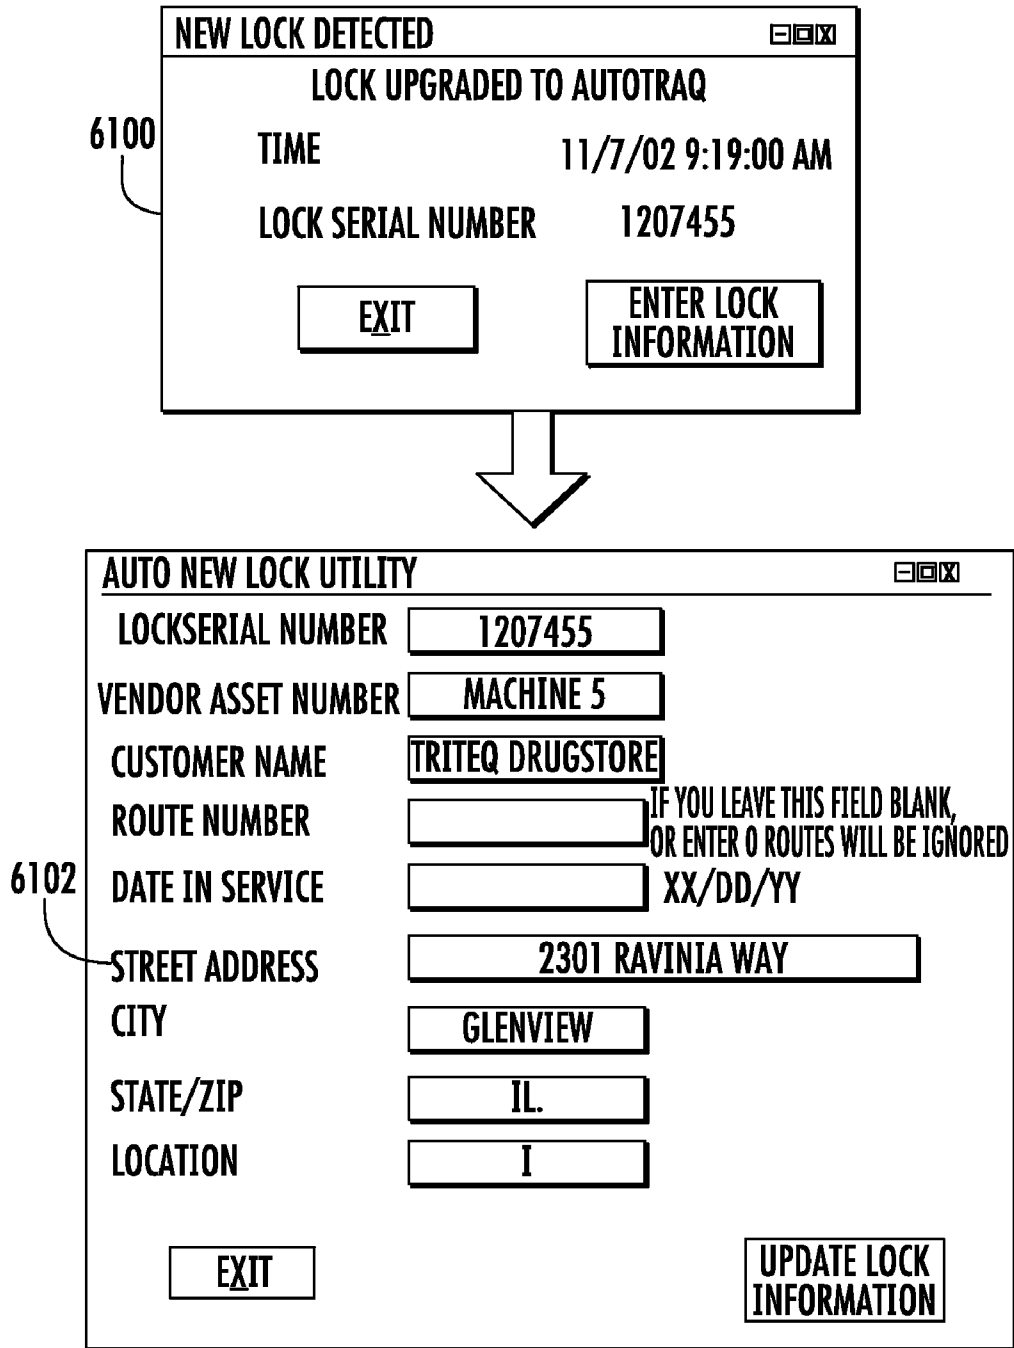 NEW LOCK DETECTED
LOCK UPGRADED TO AUTOTRAQ
6100
TIME 11/7/02 9:19:00 AM
LOCK SERIAL NUMBER 1207455
EXIT
ENTER LOCK
INFORMATION
AUTO NEW LOCK UTILITY
LOCKSERIAL NUMBER 1207455
VENDOR ASSET NUMBER MACHINE 5
CUSTOMER NAME TRITEQ DRUGSTORE
ROUTE NUMBER
IF YOU LEAVE THIS FIELD BLANK,
OR ENTER 0 ROUTES WILL BE IGNORED
6102
DATE IN SERVICE XX/DD/YY
STREET ADDRESS 2301 RAVINIA WAY
CITY GLENVIEW
STATE/ZIP IL.
LOCATION I
EXIT
UPDATE LOCK
INFORMATION